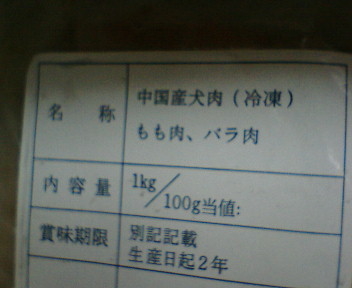 名称 中国産犬肉(冷凍)
もも肉、バラ肉
内容量 1kg/100g当値:
賞味期限 別記記載
生産日起2年